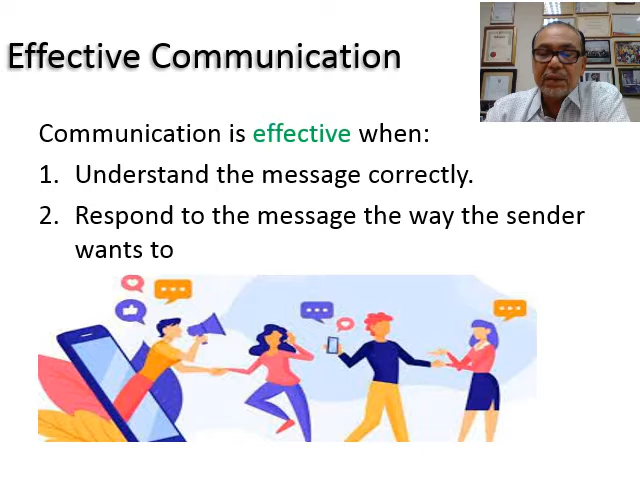 Effective Communication
Communication is effective when:
1. Understand the message correctly.
2. Respond to the message the way the sender
wants to